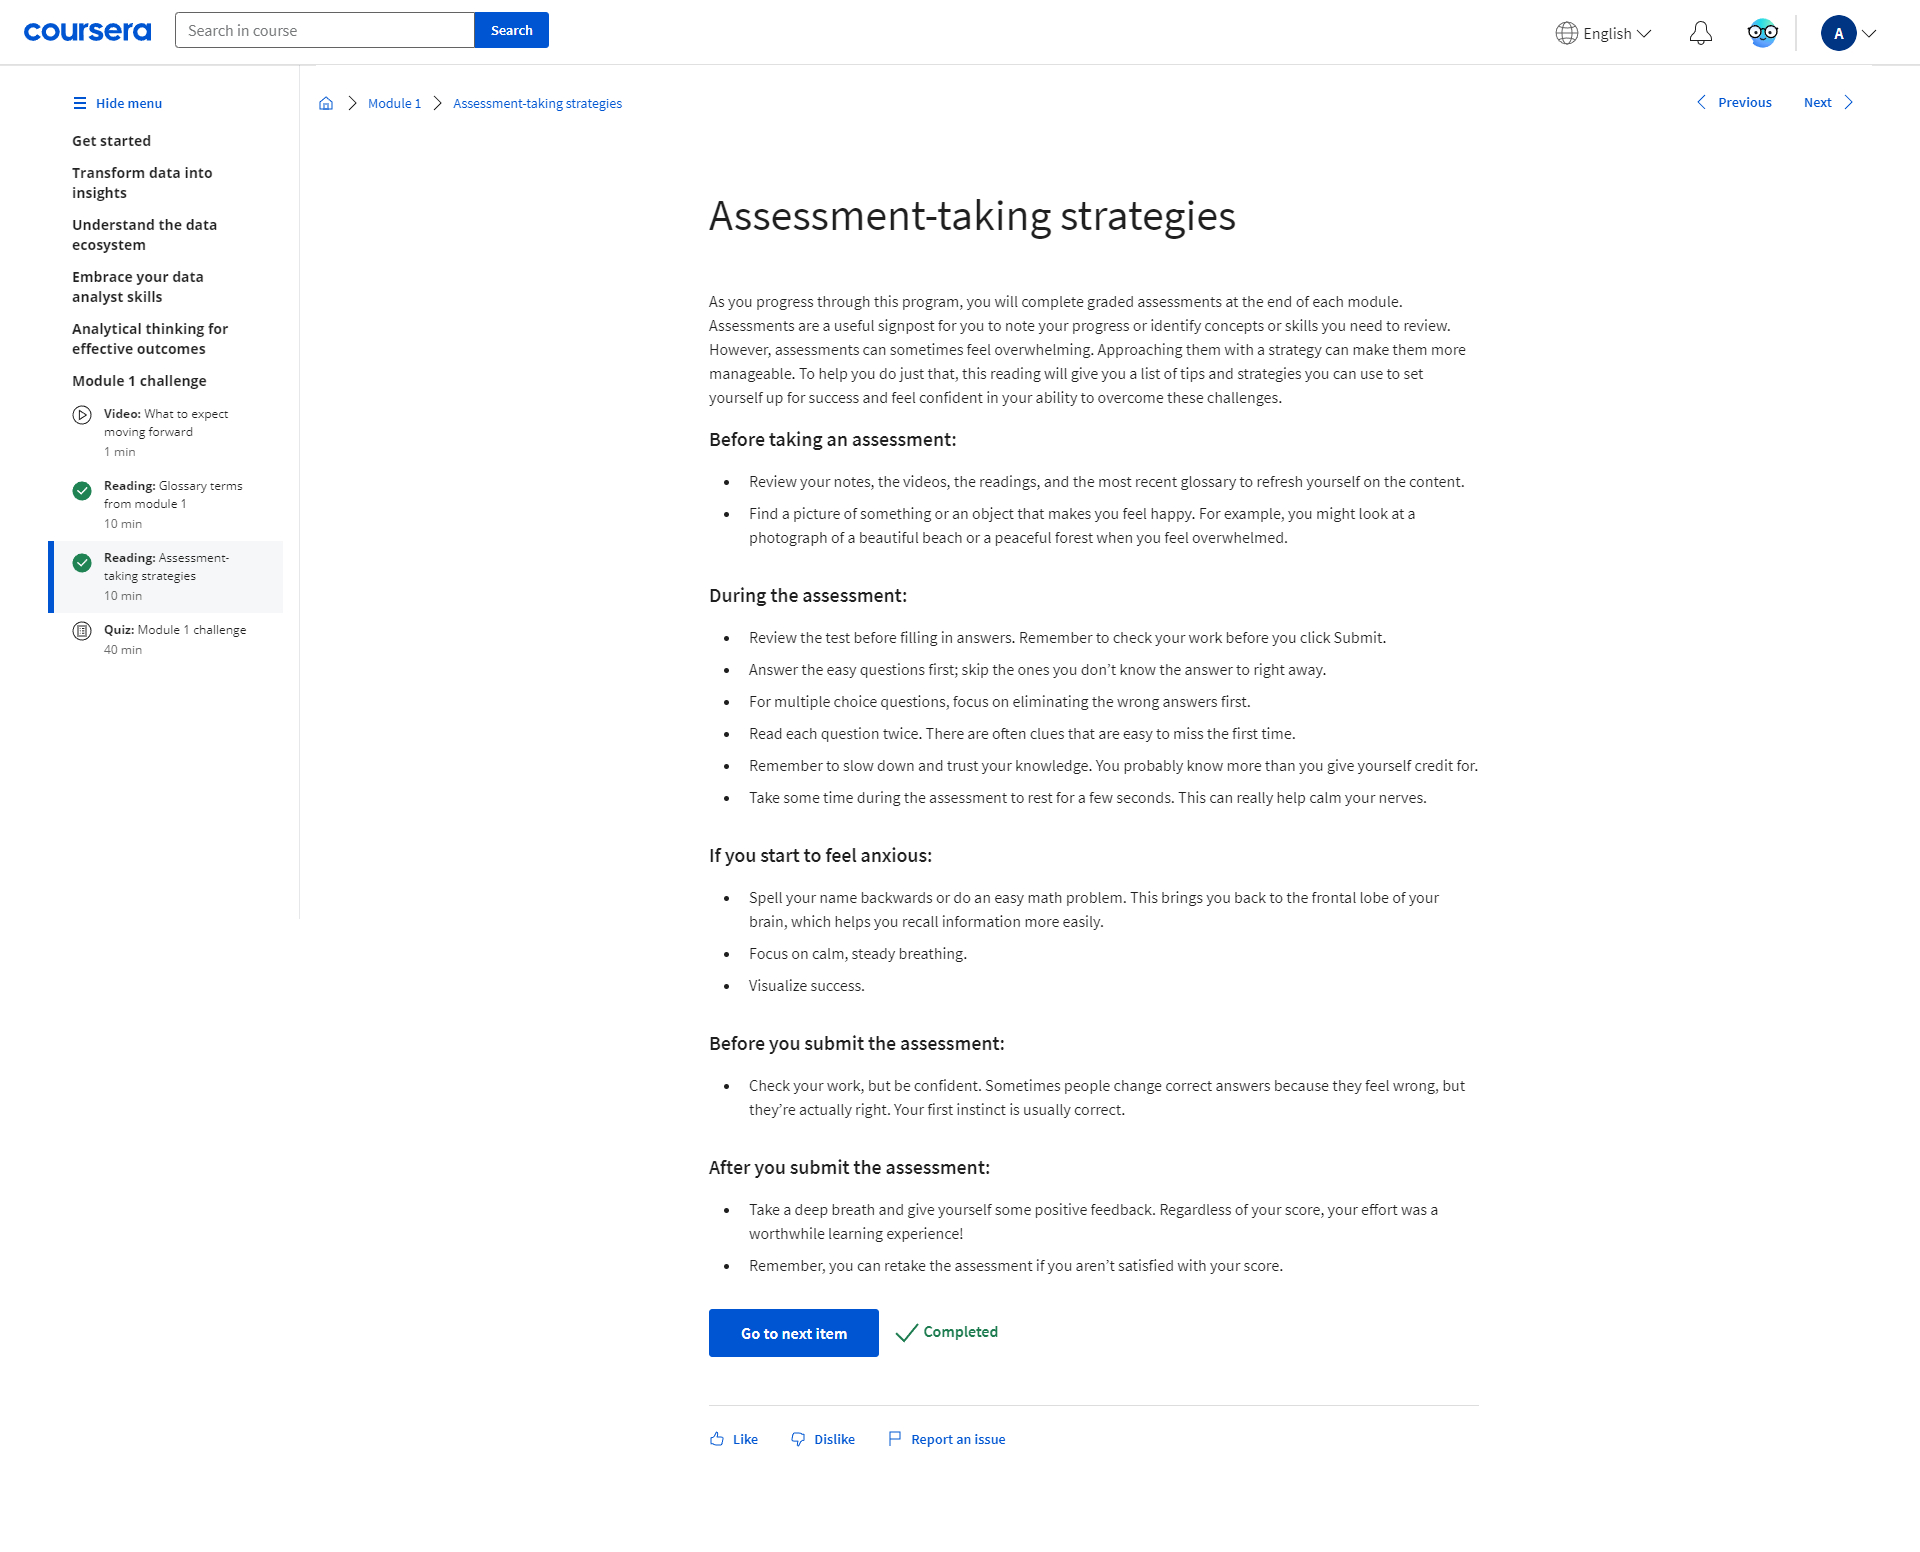 coursera
Search in course
Search
English
A
Hide menu
Get started
Transform data into
insights
Understand the data
ecosystem
Embrace your data
analyst skills
Analytical thinking for
effective outcomes
Module 1 challenge
Video: What to expect
moving forward
1 min
Reading: Glossary terms
from module 1
10 min
Reading: Assessment-
taking strategies
10 min
Quiz: Module 1 challenge
40 min
Module 1
Assessment-taking strategies
Previous
Next
Assessment-taking strategies
As you progress through this program, you will complete graded assessments at the end of each module.
Assessments are a useful signpost for you to note your progress or identify concepts or skills you need to review.
However, assessments can sometimes feel overwhelming. Approaching them with a strategy can make them more
manageable. To help you do just that, this reading will give you a list of tips and strategies you can use to set
yourself up for success and feel confident in your ability to overcome these challenges.
Before taking an assessment:
• Review your notes, the videos, the readings, and the most recent glossary to refresh yourself on the content.
• Find a picture of something or an object that makes you feel happy. For example, you might look at a
photograph of a beautiful beach or a peaceful forest when you feel overwhelmed.
During the assessment:
• Review the test before filling in answers. Remember to check your work before you click Submit.
• Answer the easy questions first; skip the ones you don’t know the answer to right away.
• For multiple choice questions, focus on eliminating the wrong answers first.
• Read each question twice. There are often clues that are easy to miss the first time.
• Remember to slow down and trust your knowledge. You probably know more than you give yourself credit for.
• Take some time during the assessment to rest for a few seconds. This can really help calm your nerves.
If you start to feel anxious:
• Spell your name backwards or do an easy math problem. This brings you back to the frontal lobe of your
brain, which helps you recall information more easily.
• Focus on calm, steady breathing.
• Visualize success.
Before you submit the assessment:
• Check your work, but be confident. Sometimes people change correct answers because they feel wrong, but
they’re actually right. Your first instinct is usually correct.
After you submit the assessment:
• Take a deep breath and give yourself some positive feedback. Regardless of your score, your effort was a
worthwhile learning experience!
• Remember, you can retake the assessment if you aren’t satisfied with your score.
Go to next item
Completed
Like
Dislike
Report an issue